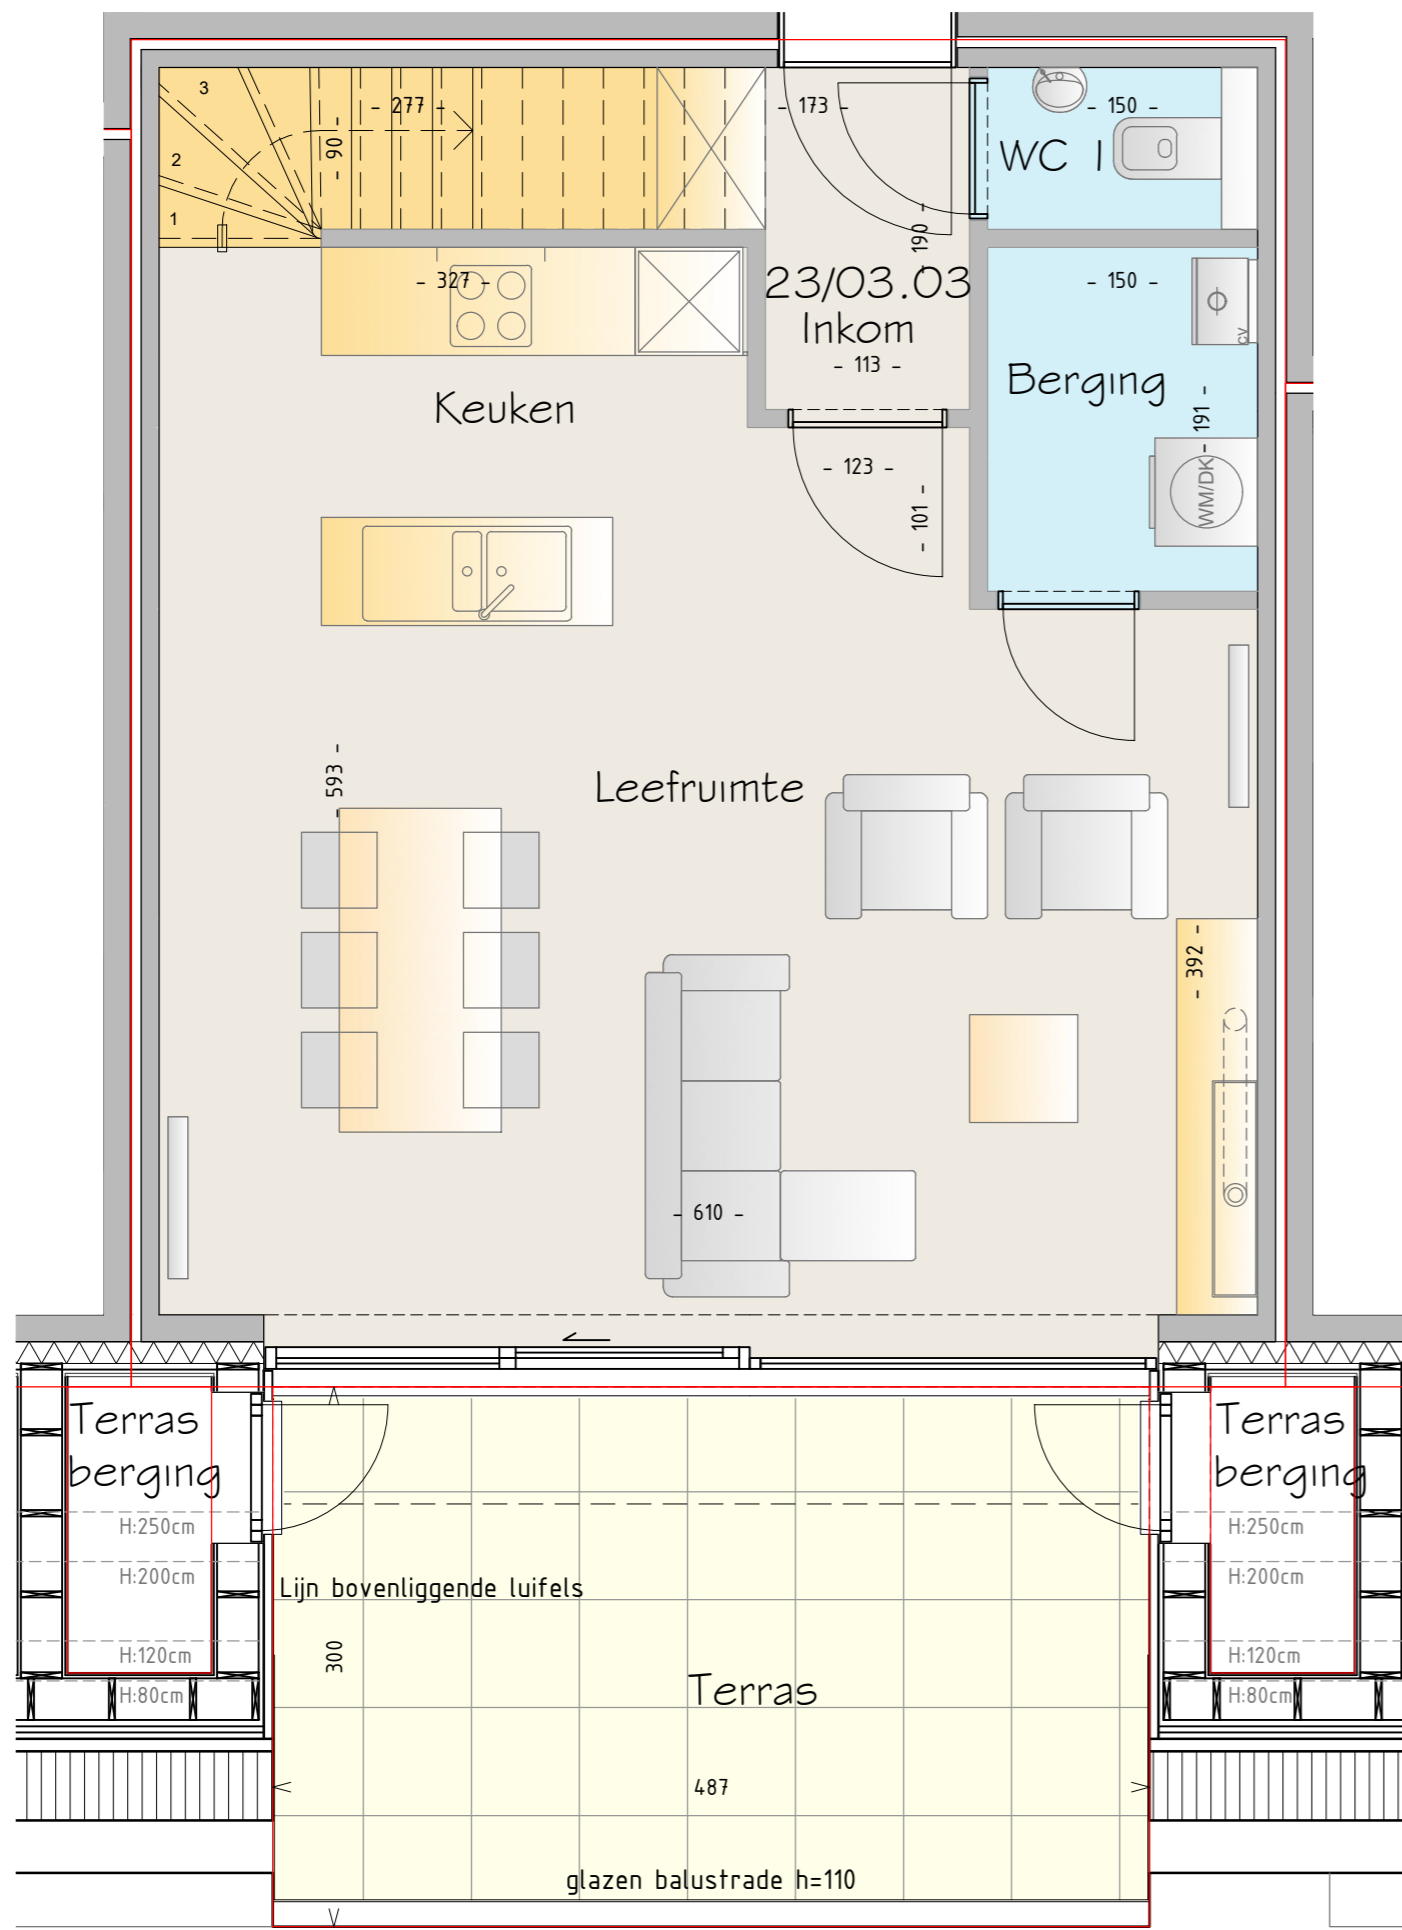 3
- 277 -
- 173 -
- 150 -
- 90 -
WC 1
2
1
- 190 -
- 327 -
23/03.03
Inkom
- 150 -
CV
- 113 -
Berging
- 191 -
Keuken
- 123 -
- 101 -
WM/DK
- 593 -
Leefruimte
- 392 -
- 610 -
Terras
berging
Terras
berging
H:250cm
H:250cm
H:200cm
H:200cm
Lijn bovenliggende luifels
H:120cm
H:120cm
300
H:80cm
H:80cm
Terras
487
glazen balustrade h=110